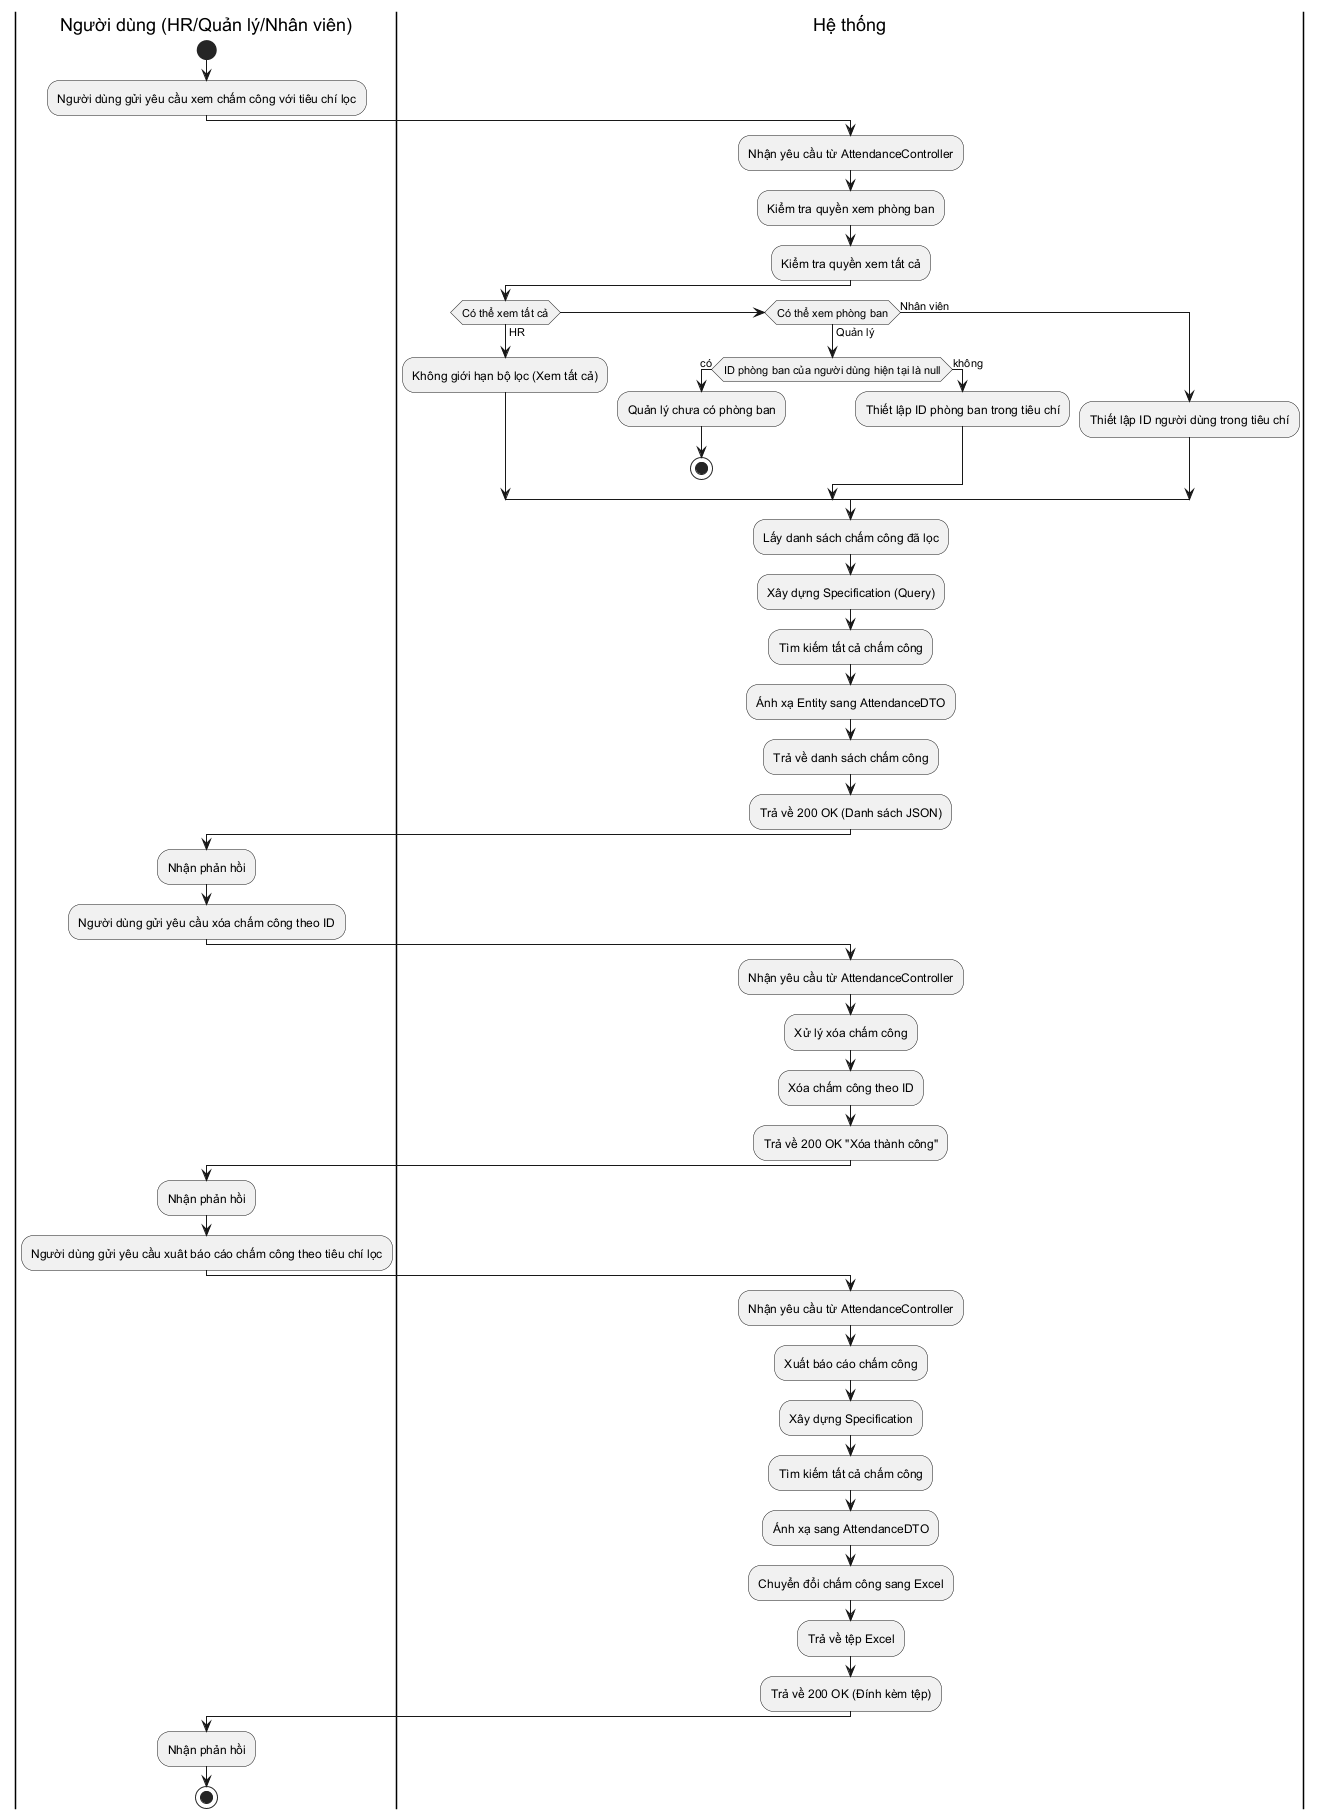 Người dùng (HR/Quản lý/Nhân viên)
Hệ thống
Người dùng gửi yêu cầu xem chấm công với tiêu chí lọc
Nhận yêu cầu từ AttendanceController
Kiểm tra quyền xem phòng ban
Kiểm tra quyền xem tất cả
Có thể xem tất cả
Có thể xem phòng ban
Nhân viên
HR
Quản lý
Không giới hạn bộ lọc (Xem tất cả)
có
ID phòng ban của người dùng hiện tại là null
không
Quản lý chưa có phòng ban
Thiết lập ID phòng ban trong tiêu chí
Thiết lập ID người dùng trong tiêu chí
Lấy danh sách chấm công đã lọc
Xây dựng Specification (Query)
Tìm kiếm tất cả chấm công
Ánh xạ Entity sang AttendanceDTO
Trả về danh sách chấm công
Trả về 200 OK (Danh sách JSON)
Nhận phản hồi
Người dùng gửi yêu cầu xóa chấm công theo ID
Nhận yêu cầu từ AttendanceController
Xử lý xóa chấm công
Xóa chấm công theo ID
Trả về 200 OK "Xóa thành công"
Nhận phản hồi
Người dùng gửi yêu cầu xuât báo cáo chấm công theo tiêu chí lọc
Nhận yêu cầu từ AttendanceController
Xuất báo cáo chấm công
Xây dựng Specification
Tìm kiếm tất cả chấm công
Ánh xạ sang AttendanceDTO
Chuyển đổi chấm công sang Excel
Trả về tệp Excel
Trả về 200 OK (Đính kèm tệp)
Nhận phản hồi